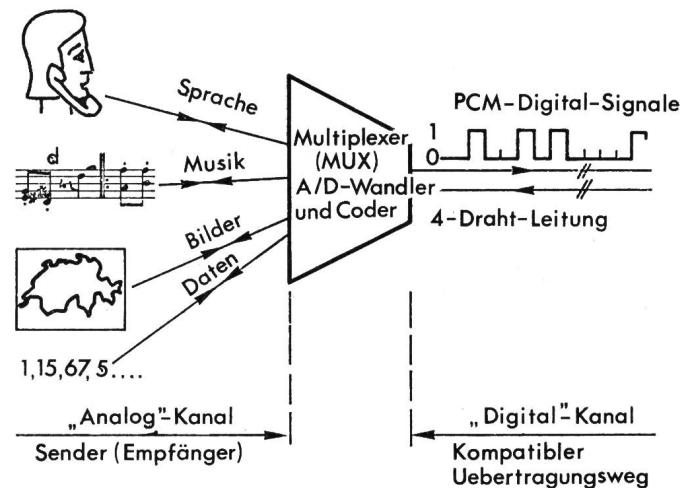 Sprache
Musik
Bilder
Daten
1,15,67,5....
Multiplexer
(MUX)
A/D-Wandler
und Coder
PCM-Digital-Signale
1
0
4-Draht-Leitung
„Analog"-Kanal
Sender (Empfänger)
„Digital"-Kanal
Kompatibler
Uebertragungsweg